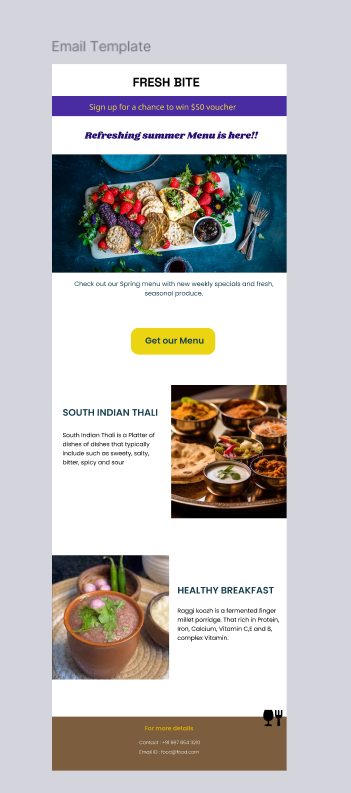 Email Template
FRESH BITE
Sign up for a chance to win $50 voucher
Refreshing summer Menu is here!!
Check out our Spring menu with new weekly specials and fresh,
seasonal produce.
Get our Menu
SOUTH INDIAN THALI
South Indian Thali is a Platter of
dishes of dishes that typically
include such as sweety, salty,
bitter, spicy and sour
HEALTHY BREAKFAST
Raggi koozh is a fermented finger
millet porridge. That rich in Protein,
Iron, Calcium, Vitamin C,E and B,
complex Vitamin.
For more details
Contact : +91 987 654 3210
Email ID : food@food.com